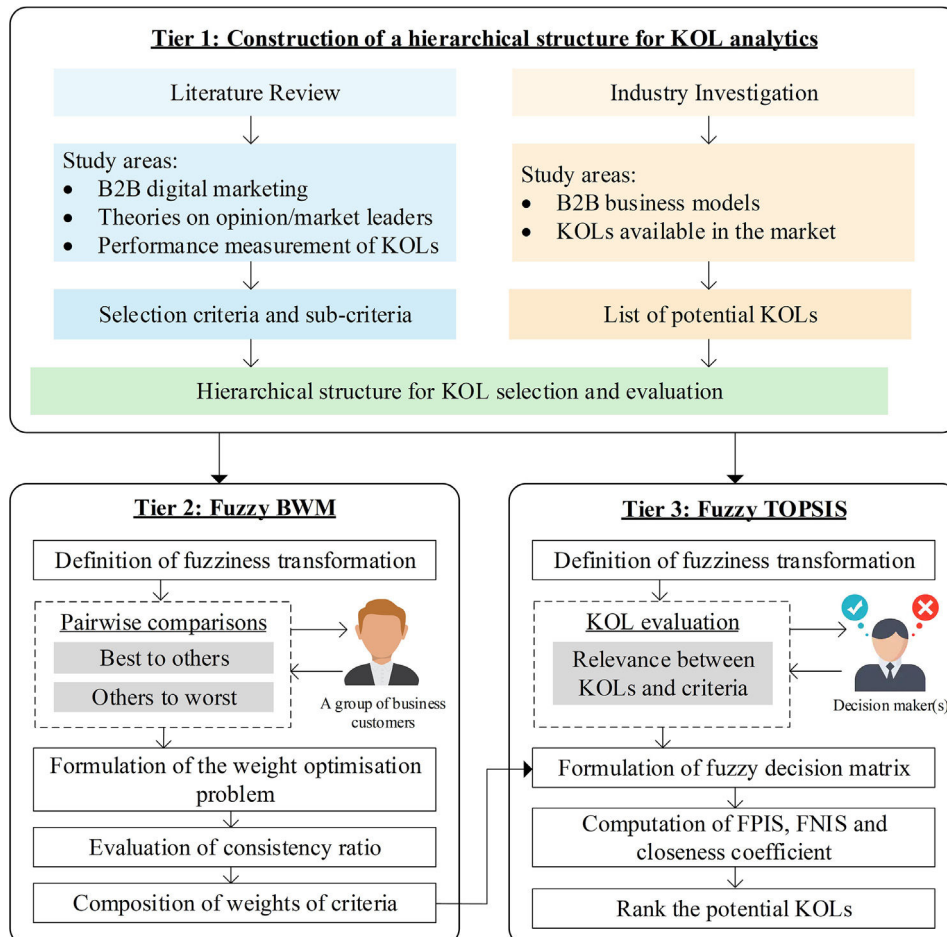 Tier 1: Construction of a hierarchical structure for KOL analytics
Literature Review
Study areas:
• B2B digital marketing
• Theories on opinion/market leaders
• Performance measurement of KOLs
Selection criteria and sub-criteria
Industry Investigation
Study areas:
• B2B business models
• KOLs available in the market
List of potential KOLs
Hierarchical structure for KOL selection and evaluation
Tier 2: Fuzzy BWM
Definition of fuzziness transformation
Pairwise comparisons
Best to others
Others to worst
A group of business
customers
Formulation of the weight optimisation
problem
Evaluation of consistency ratio
Composition of weights of criteria
Tier 3: Fuzzy TOPSIS
Definition of fuzziness transformation
KOL evaluation
Relevance between
KOLs and criteria
Decision maker(s)
Formulation of fuzzy decision matrix
Computation of FPIS, FNIS and
closeness coefficient
Rank the potential KOLs